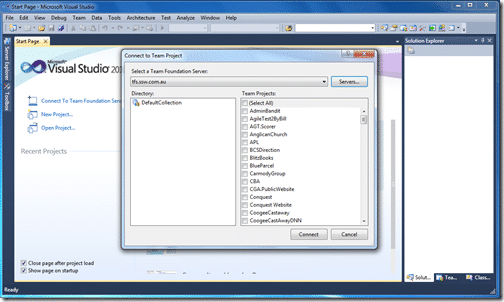 Start Page - Microsoft Visual Studio
File Edit View Debug Team Data Tools Architecture Test Analyze Window Help
Server Explorer
Toolbox
Start Page
Microsoft
Visual Studio 20
Connect To Team Foundation Serv
New Project...
Open Project...
Recent Projects
Close page after project load
Show page on startup
Connect to Team Project
Select a Team Foundation Server:
tfs.ssw.com.au
Servers...
Directory:
DefaultCollection
Team Projects:
(Select All)
AdminBandit
AgileTest2ByBill
AGT.Scorer
AnglicanChurch
APL
BCSDirection
BlitzBooks
BlueParcel
CarmodyGroup
CBA
CGA.PublicWebsite
Conquest
Conquest Website
CoogeeCastaway
CoogeeCastAwayDNN
Connect
Cancel
Solution Explorer
Solut...
Tea...
Class...
Ready